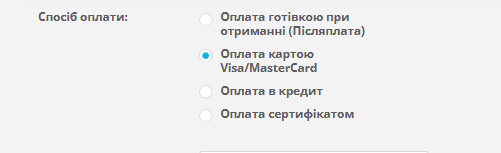 Спосіб оплати:
Оплата готівкою при
отриманні (Післяплата)
Оплата картою
Visa/MasterCard
Оплата в кредит
Оплата сертифікатом